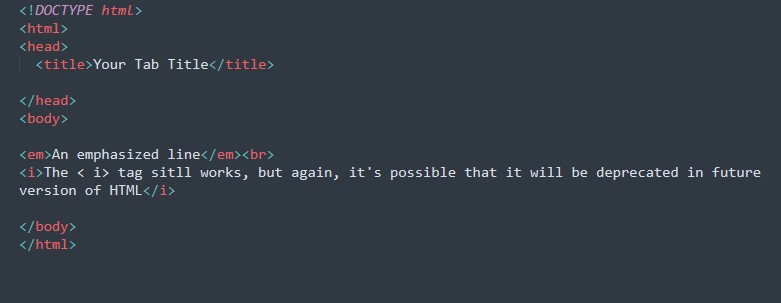 <!DOCTYPE html>
<html>
<head>
<title>Your Tab Title</title>
</head>
<body>
<em>An emphasized line</em><br>
<i>The < i> tag sitll works, but again, it's possible that it will be deprecated in future
version of HTML</i>
</body>
</html>